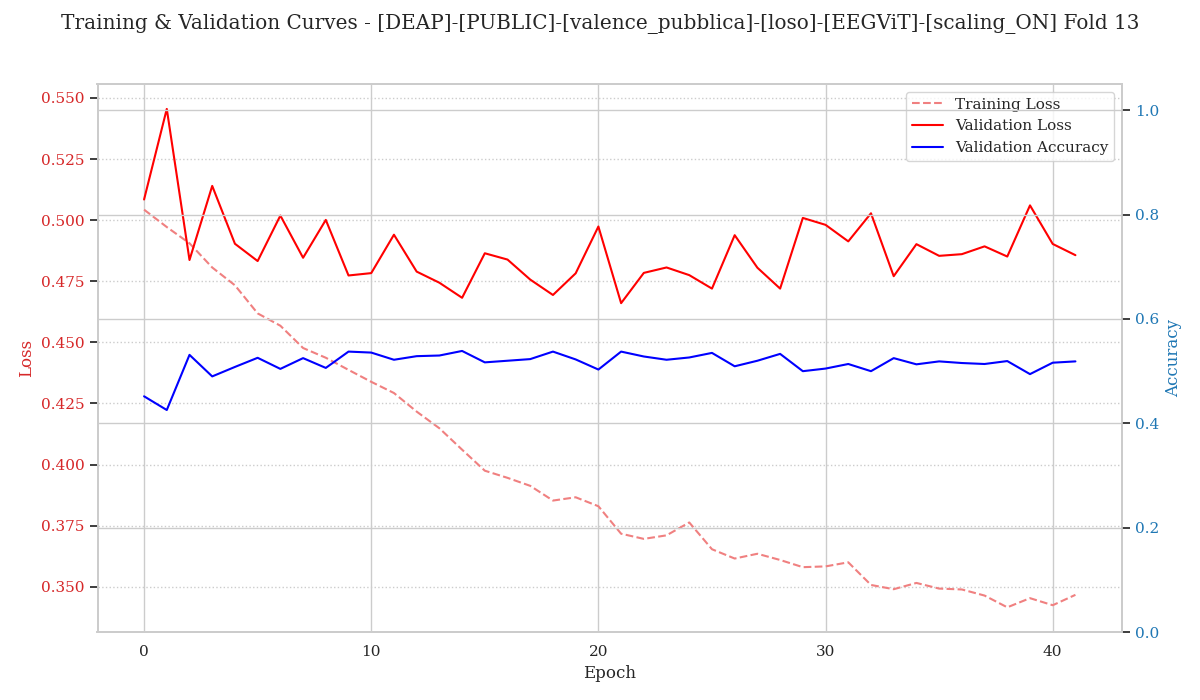 Training & Validation Curves - [DEAP]-[PUBLIC]-[valence_pubblica]-[loso]-[EEGViT]-[scaling_ON] Fold 13
0.550
0.525
0.500
0.475
0.450
0.425
0.400
0.375
0.350
Loss
Training Loss
Validation Loss
Validation Accuracy
1.0
0.8
0.6
0.4
0.2
0.0
Accuracy
0
10
20
30
40
Epoch